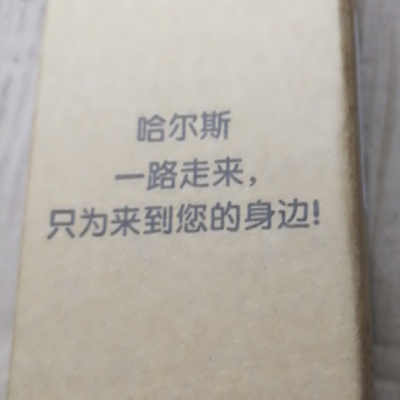 哈尔斯
一路走来，
只为来到您的身边!